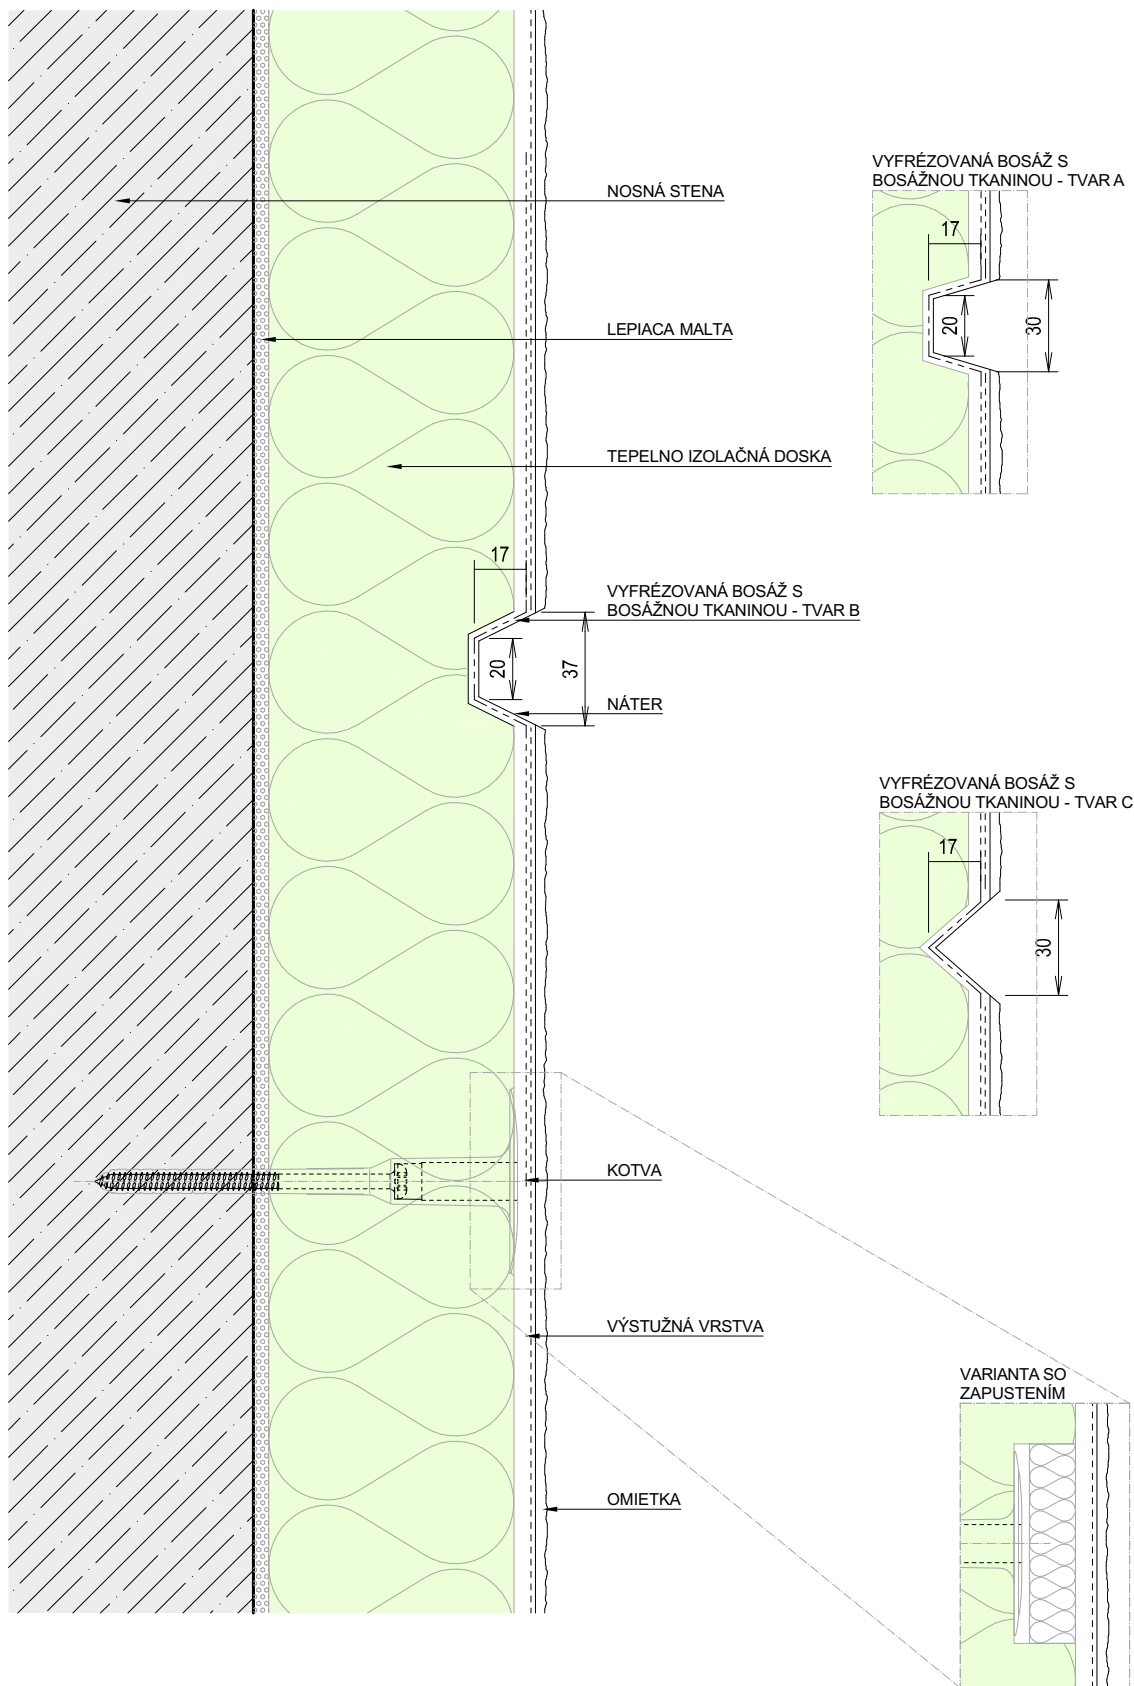 VYFRÉZOVANÁ BOSÁŽ S
BOSÁŽNOU TKANINOU - TVAR A
NOSNÁ STENA
17
20
30
LEPIACA MALTA
TEPELNO IZOLAČNÁ DOSKA
17
VYFRÉZOVANÁ BOSÁŽ S
BOSÁŽNOU TKANINOU - TVAR B
20
37
NÁTER
VYFRÉZOVANÁ BOSÁŽ S
BOSÁŽNOU TKANINOU - TVAR C
17
30
KOTVA
VÝSTUŽNÁ VRSTVA
VARIANTA SO
ZAPUSTENÍM
OMIETKA